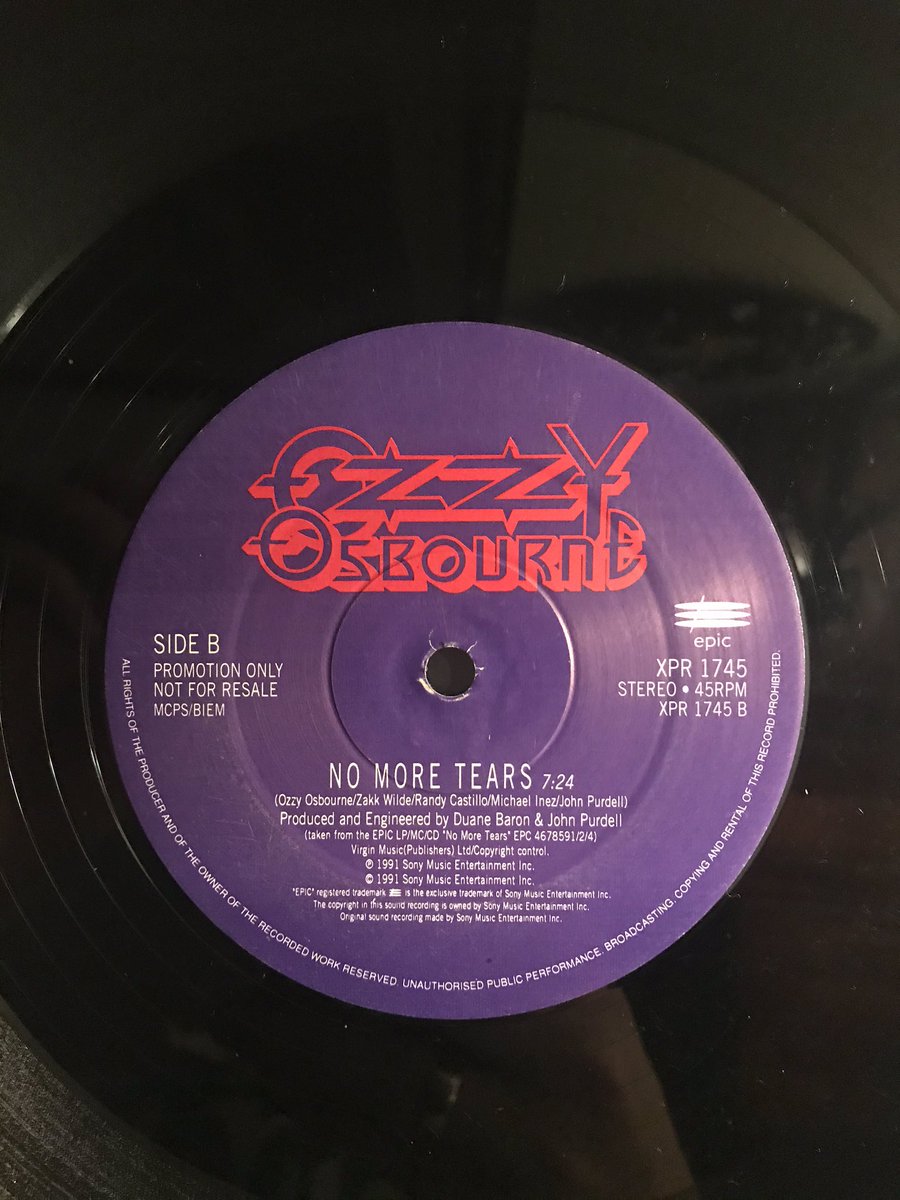 OZZY
OSBOURNE
epic
SIDE B
PROMOTION ONLY
NOT FOR RESALE
MCPS/BIEM
XPR 1745
STEREO • 45RPM
XPR 1745 B
NO MORE TEARS 7:24
(Ozzy Osbourne/Zakk Wilde/Randy Castillo/Michael Inez/John Purdell)
Produced and Engineered by Duane Baron & John Purdell
(taken from the EPIC LP/MC/CD "No More Tears" EPC 4678591/2/4)
Virgin Music(Publishers) Ltd/Copyright control.
℗ 1991 Sony Music Entertainment Inc.
© 1991 Sony Music Entertainment Inc.
"EPIC" registered trademark is the exclusive trademark of Sony Music Entertainment Inc.
The copyright in this sound recording is owned by Sony Music Entertainment Inc.
Original sound recording made by Sony Music Entertainment Inc.
ALL RIGHTS OF THE PRODUCER AND OF THE OWNER OF THE RECORDED WORK RESERVED. UNAUTHORISED PUBLIC PERFORMANCE. BROADCASTING. COPYING AND RENTAL OF THIS RECORD PROHIBITED.